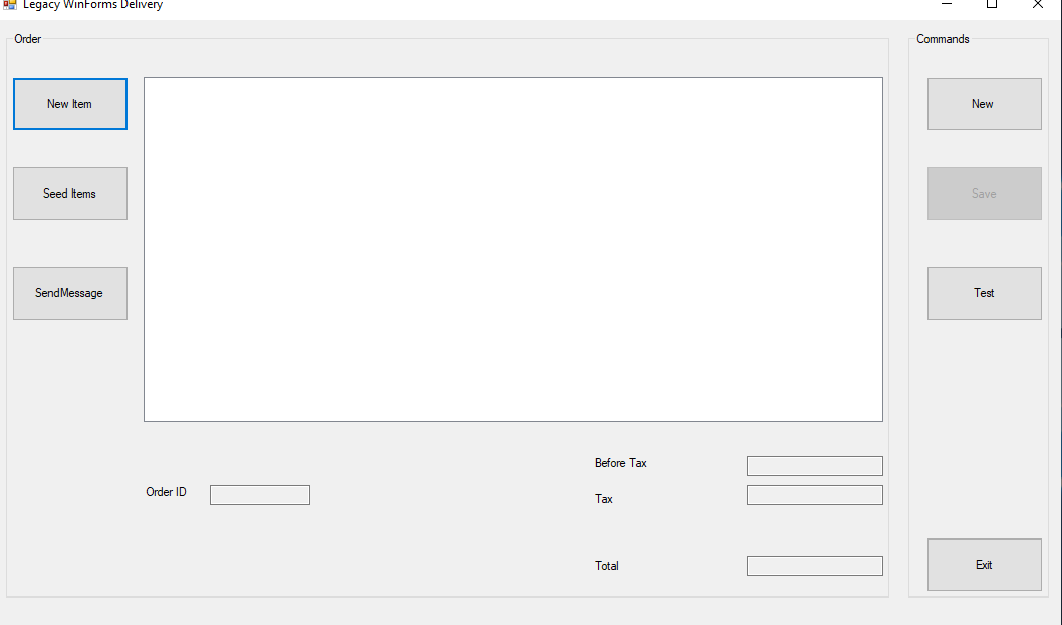 Legacy WinForms Delivery
Order
Commands
New Item
New
Seed Items
Save
SendMessage
Test
Before Tax
Order ID
Tax
Total
Exit